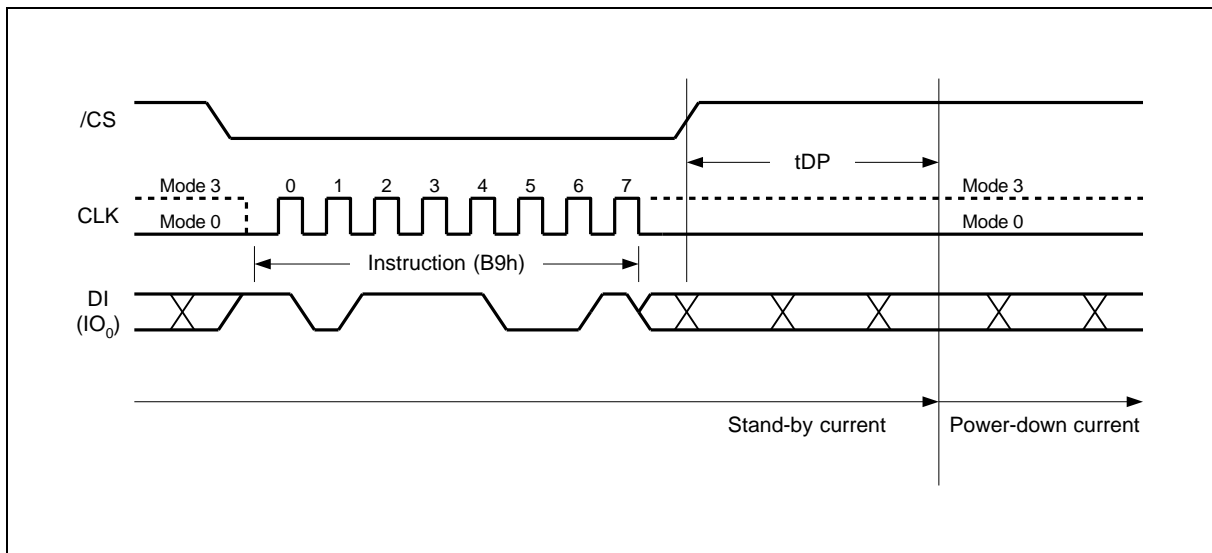 /CS
tDP
Mode 3 0 1 2 3 4 5 6 7 Mode 3
CLK
Mode 0 Mode 0
Instruction (B9h)
DI
(IO0)
Stand-by current Power-down current